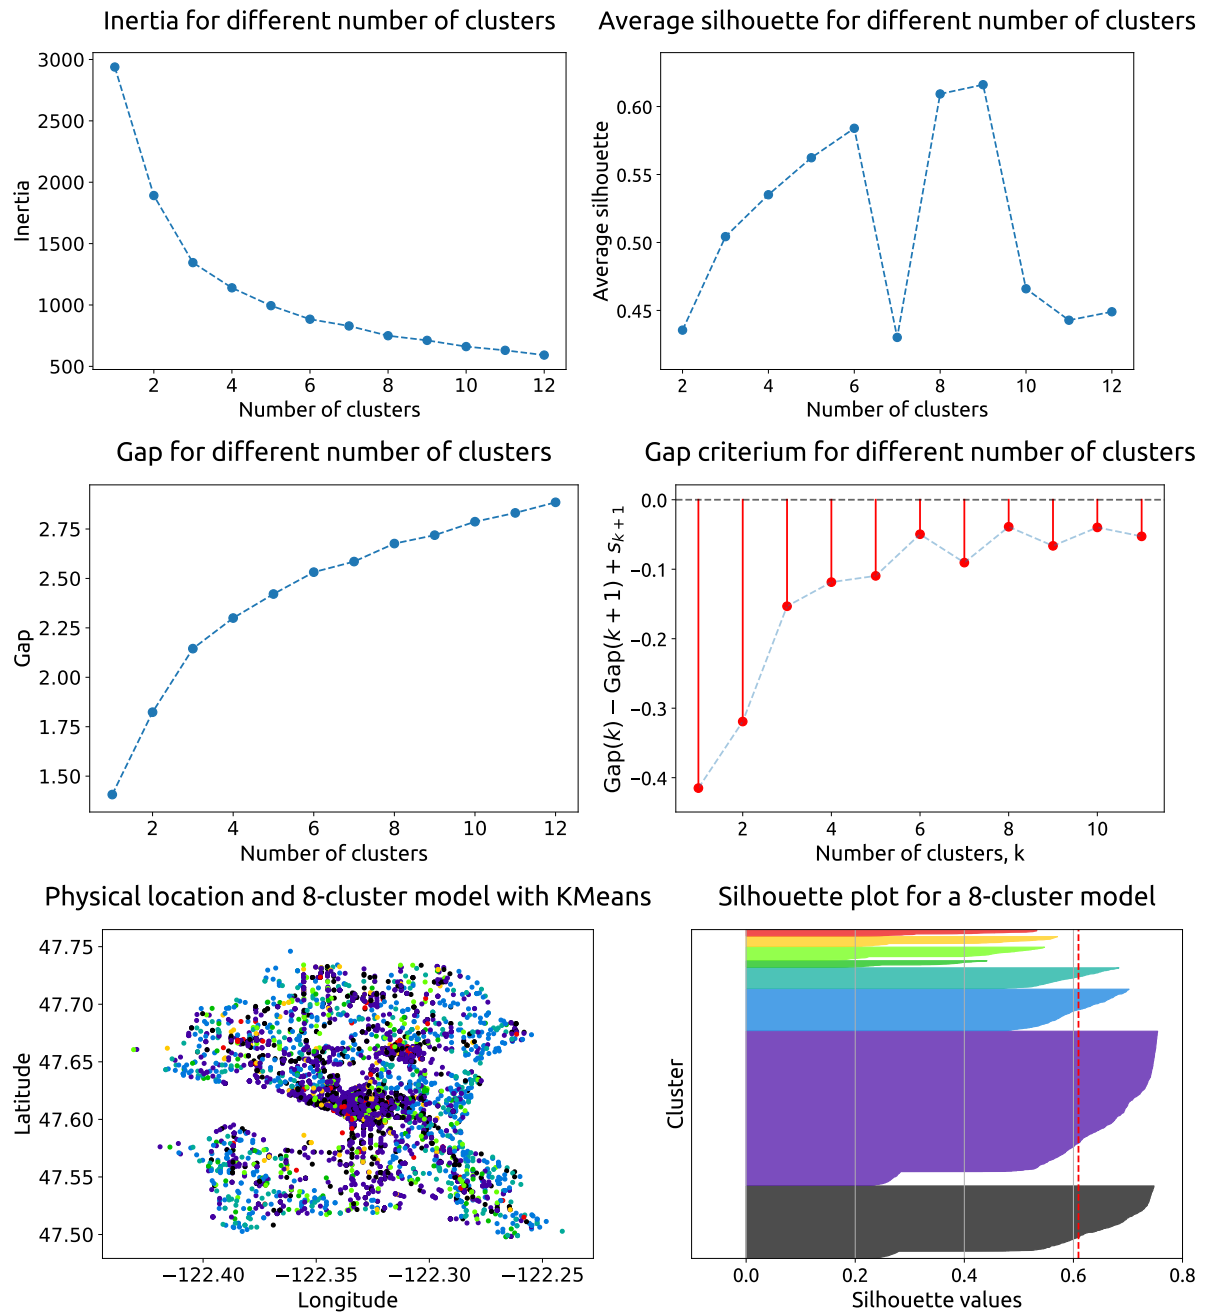 Inertia for different number of clusters
3000
2500
2000
1500
1000
500
Inertia
2 4 6 8 10 12
Number of clusters
Average silhouette for different number of clusters
0.60
0.55
0.50
0.45
Average silhouette
2 4 6 8 10 12
Number of clusters
Gap for different number of clusters
2.75
2.50
2.25
2.00
1.75
1.50
Gap
2 4 6 8 10 12
Number of clusters
Gap criterium for different number of clusters
0.0
−0.1
−0.2
−0.3
−0.4
Gap(k) − Gap(k + 1) + s_{k+1}
2 4 6 8 10
Number of clusters, k
Physical location and 8-cluster model with KMeans
47.75
47.70
47.65
47.60
47.55
47.50
Latitude
−122.40 −122.35 −122.30 −122.25
Longitude
Silhouette plot for a 8-cluster model
Cluster
0.0 0.2 0.4 0.6 0.8
Silhouette values